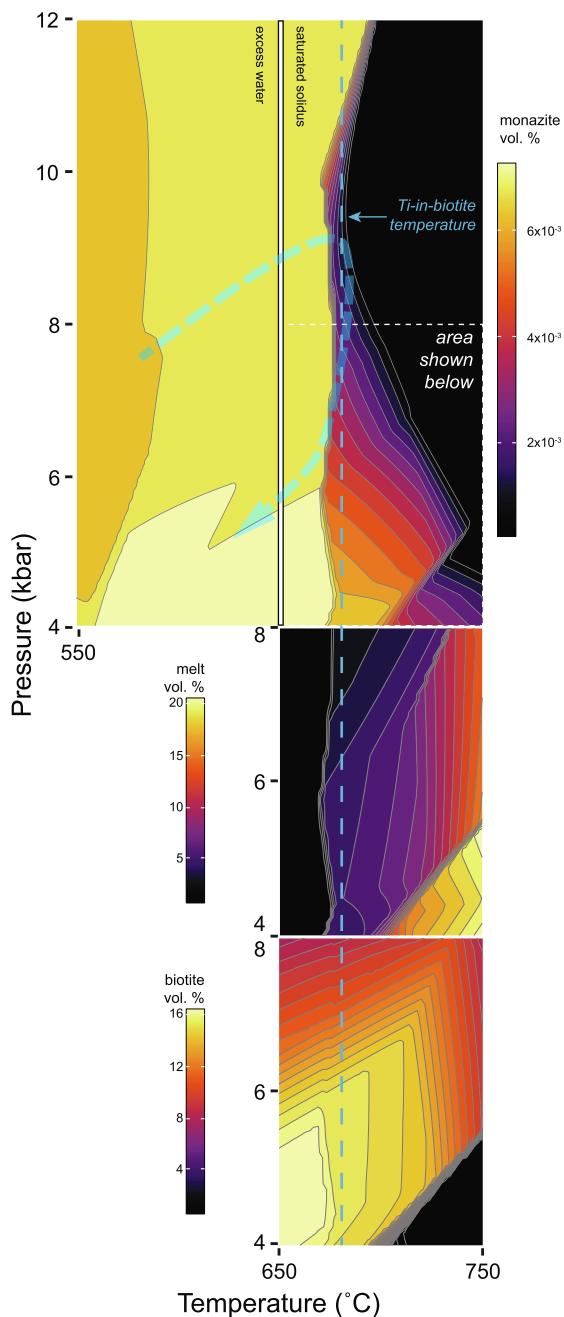 12
excess water
saturated solidus
monazite
vol. %
10
Ti-in-biotite
temperature
6x10⁻³
8
area
shown
below
4x10⁻³
2x10⁻³
6
Pressure (kbar)
4
8
550
melt
vol. %
20
15
6
10
5
4
8
biotite
vol. %
16
12
6
8
4
4
650
750
Temperature (˚C)